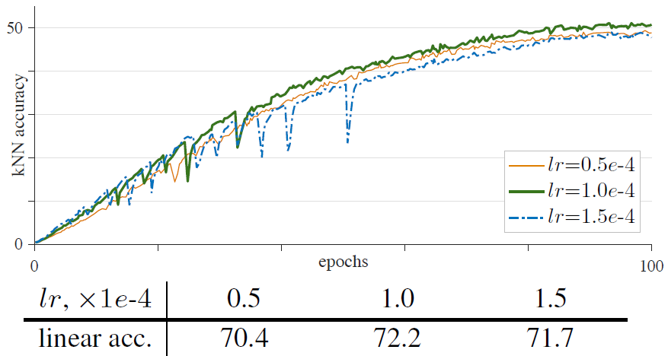 50
kNN accuracy
lr=0.5e-4
lr=1.0e-4
lr=1.5e-4
0
0
epochs
100
lr, ×1e-4 0.5 1.0 1.5
linear acc. 70.4 72.2 71.7